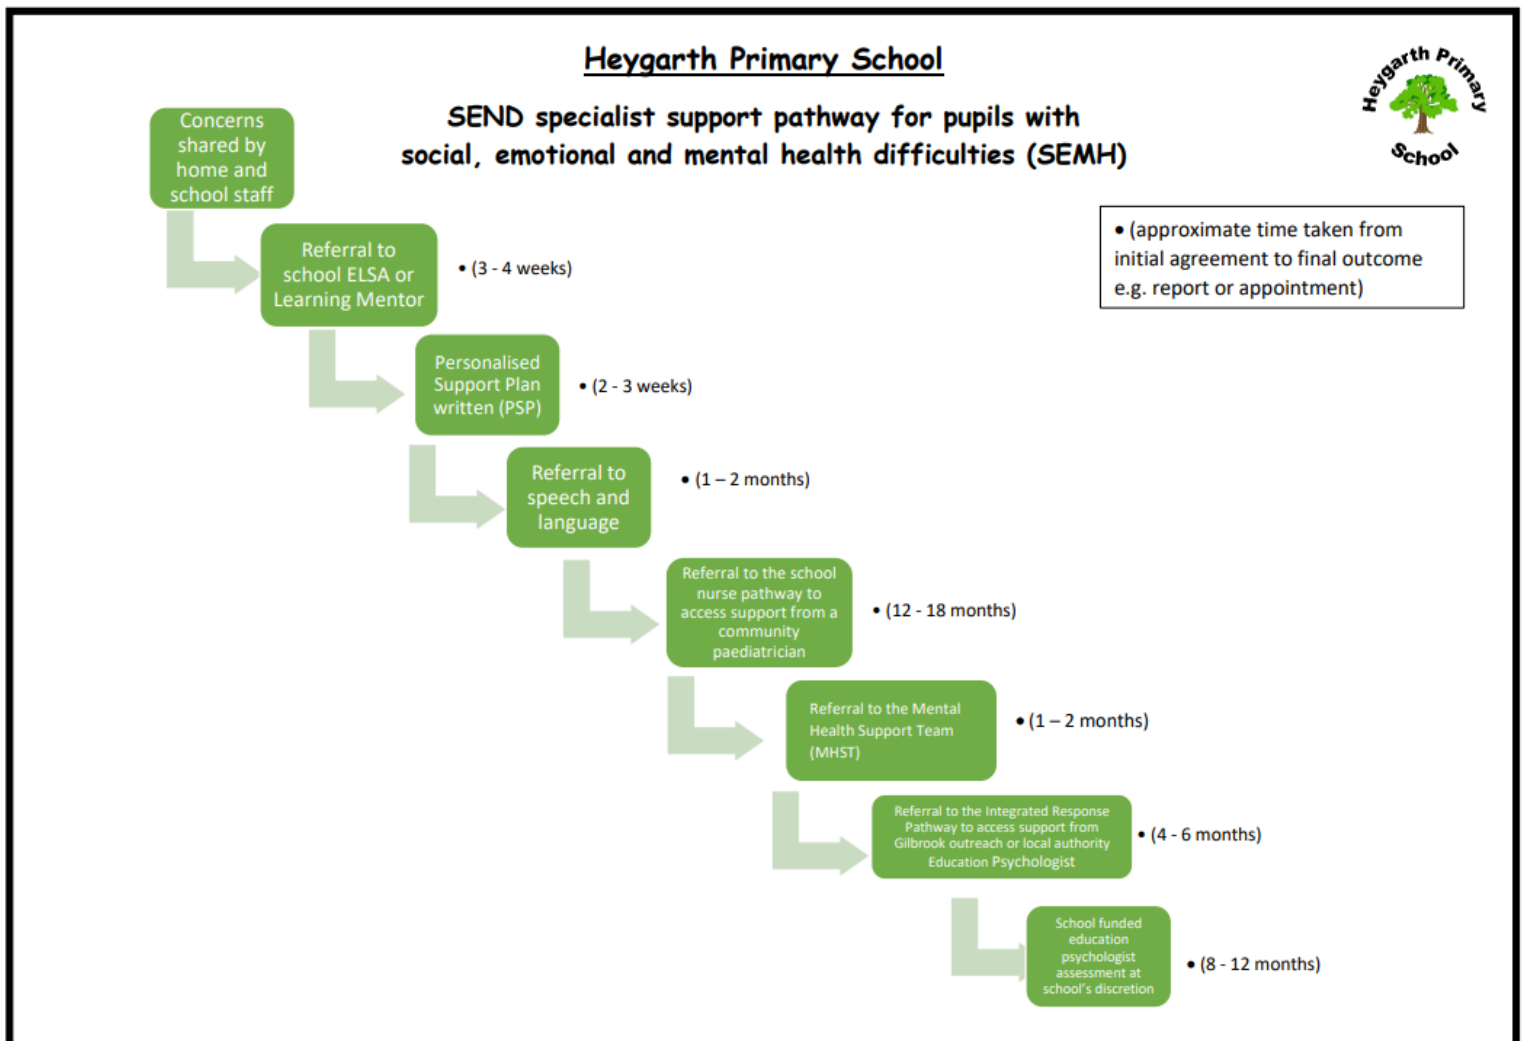 Heygarth Primary School
SEND specialist support pathway for pupils with
social, emotional and mental health difficulties (SEMH)
Heygarth Primary
School
• (approximate time taken from
initial agreement to final outcome
e.g. report or appointment)
Concerns
shared by
home and
school staff
Referral to
school ELSA or
Learning Mentor
• (3 - 4 weeks)
Personalised
Support Plan
written (PSP)
• (2 - 3 weeks)
Referral to
speech and
language
• (1 – 2 months)
Referral to the school
nurse pathway to
access support from a
community
paediatrician
• (12 - 18 months)
Referral to the Mental
Health Support Team
(MHST)
• (1 – 2 months)
Referral to the Integrated Response
Pathway to access support from
Gilbrook outreach or local authority
Education Psychologist
• (4 - 6 months)
School funded
education
psychologist
assessment at
school's discretion
• (8 - 12 months)